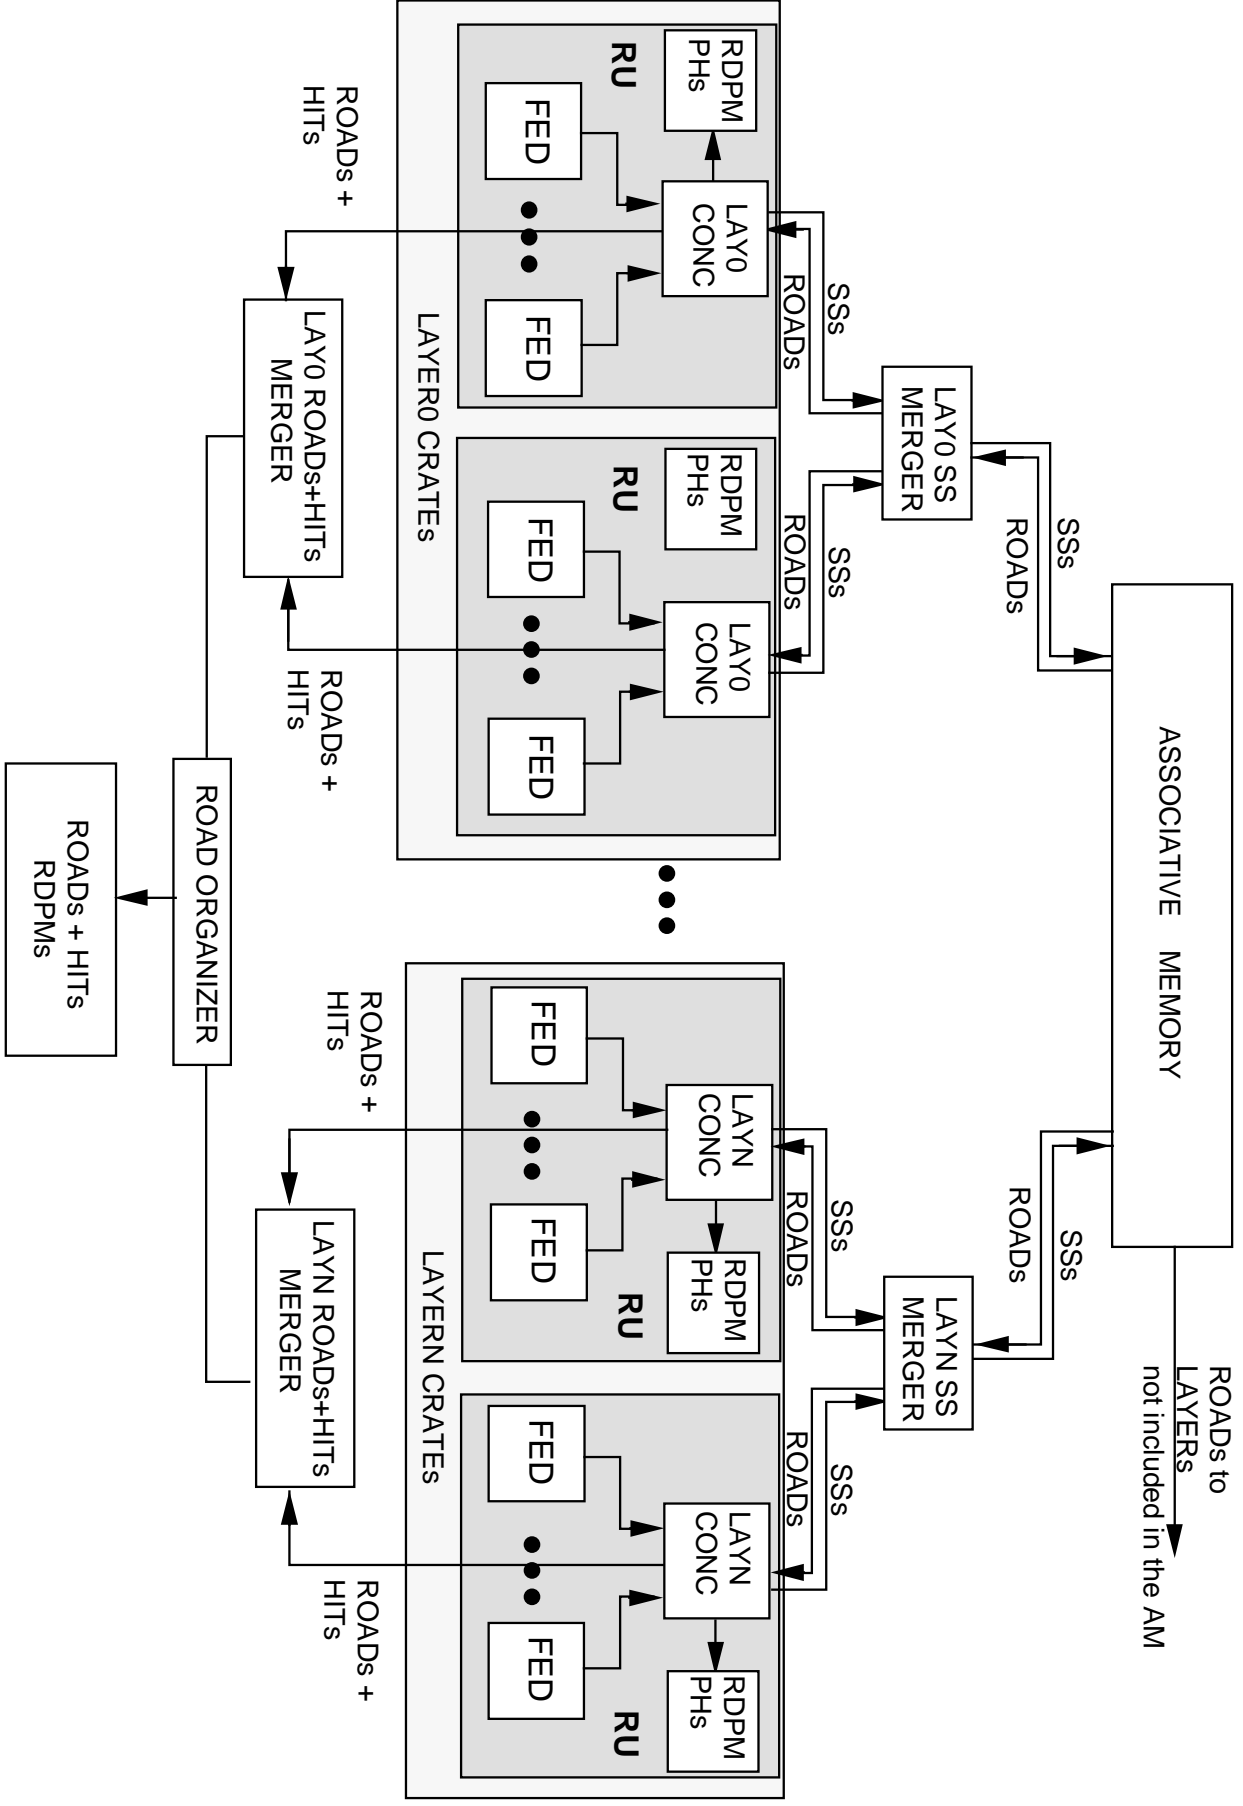 ASSOCIATIVE MEMORY
ROADs to
LAYERs
not included in the AM
SSs
ROADs
ROADs
SSs
LAY0 SS
MERGER
LAYN SS
MERGER
SSs
ROADs
ROADs
SSs
SSs
ROADs
ROADs
SSs
RDPM
PHs
LAY0
CONC
RU
FED
FED
RDPM
PHs
LAY0
CONC
RU
FED
FED
LAYER0 CRATEs
LAYN
CONC
RDPM
PHs
RU
FED
FED
LAYN
CONC
RDPM
PHs
RU
FED
FED
LAYERN CRATEs
ROADs +
HITs
ROADs +
HITs
ROADs +
HITs
ROADs +
HITs
LAY0 ROADs+HITs
MERGER
LAYN ROADs+HITs
MERGER
ROAD ORGANIZER
ROADs + HITs
RDPMs